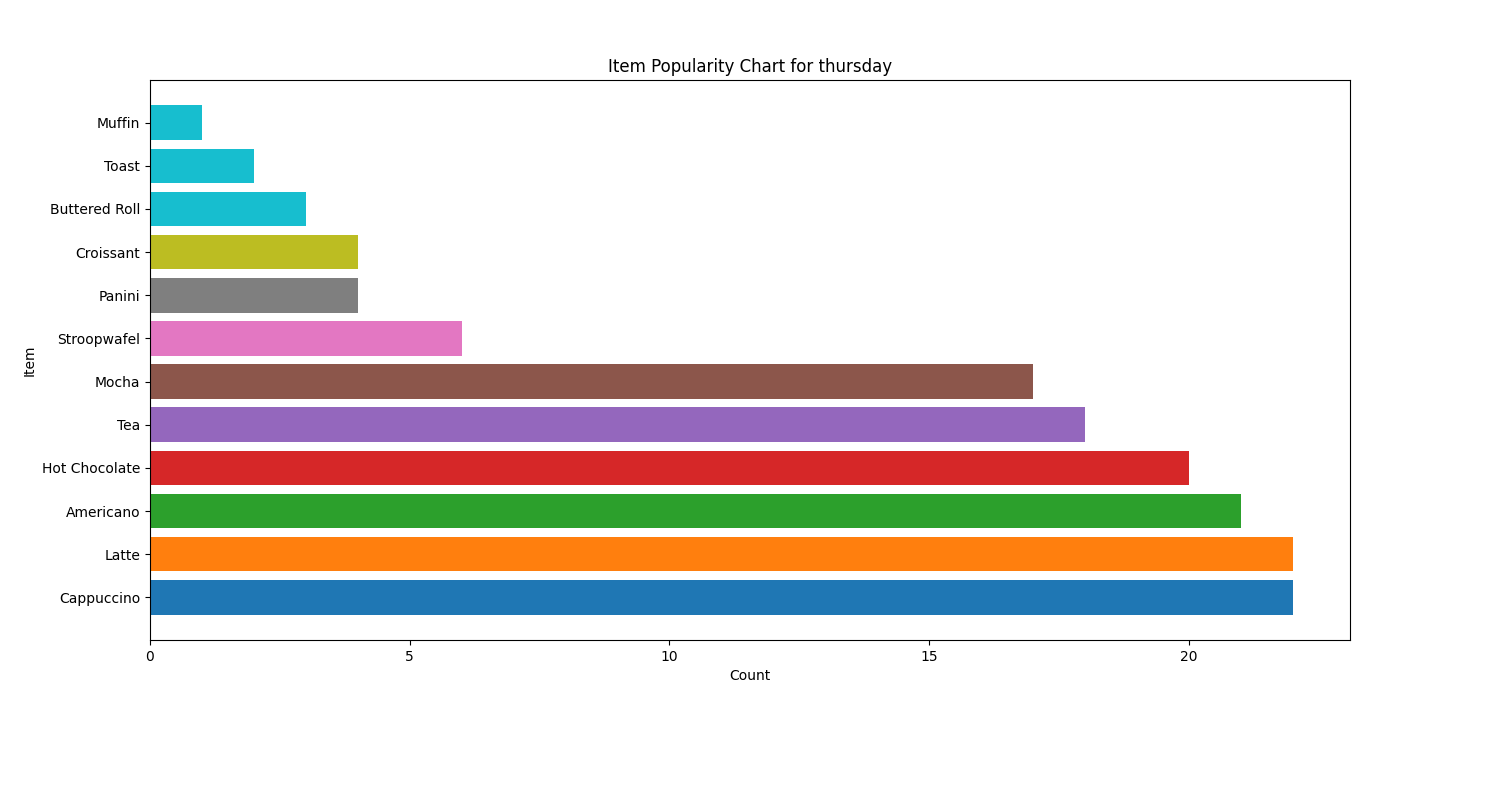 Item Popularity Chart for thursday
Muffin
Toast
Buttered Roll
Croissant
Panini
Stroopwafel
Mocha
Tea
Hot Chocolate
Americano
Latte
Cappuccino
Item
0 5 10 15 20
Count